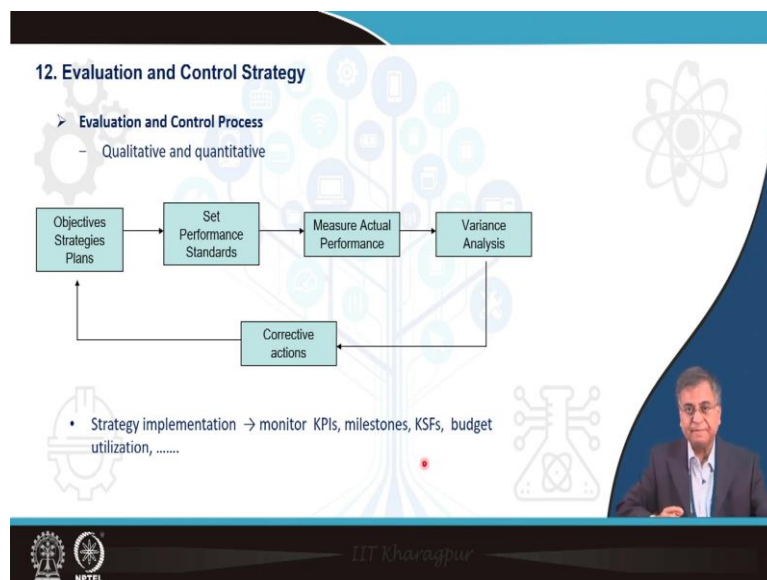 12. Evaluation and Control Strategy
➢ Evaluation and Control Process
– Qualitative and quantitative
Objectives
Strategies
Plans
Set
Performance
Standards
Measure Actual
Performance
Variance
Analysis
Corrective
actions
• Strategy implementation → monitor KPIs, milestones, KSFs, budget
utilization, .......
IIT Kharagpur
NPTEL